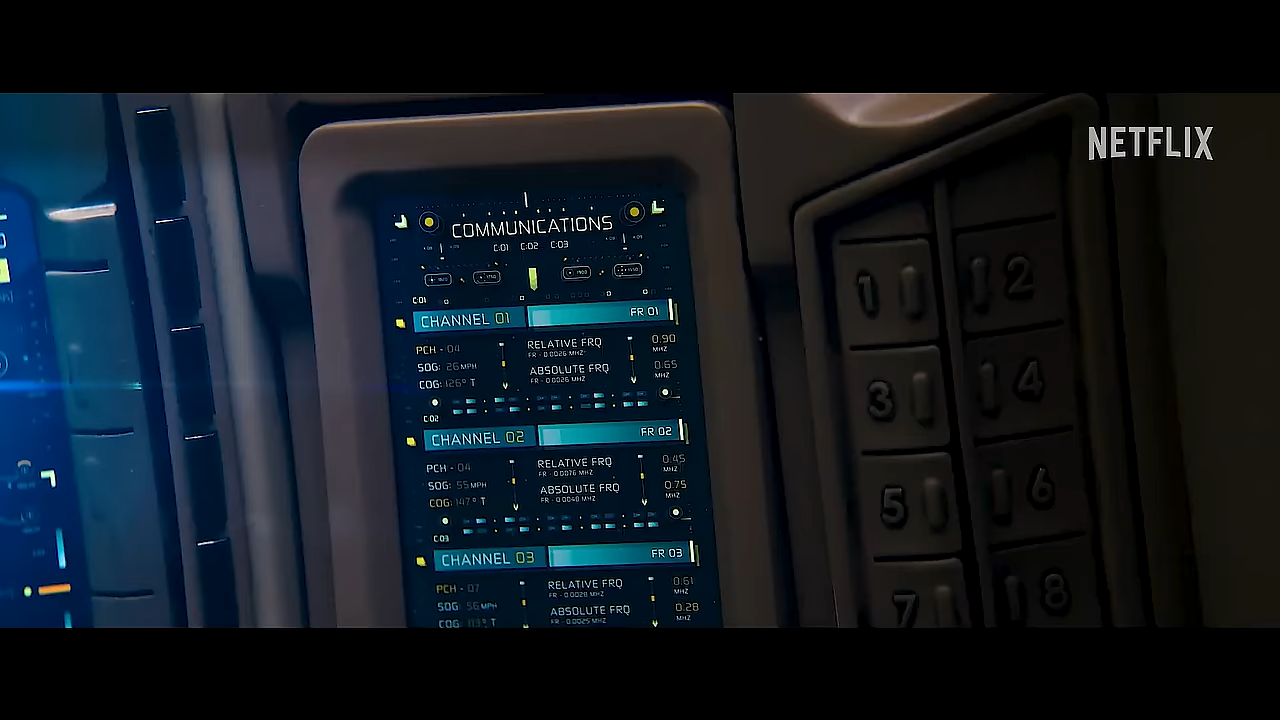 NETFLIX
COMMUNICATIONS
C:01 C:02 C:03
C:01
CHANNEL 01 FR 01
PCH - 04 RELATIVE FRQ 0.90
FR - 0.0026 MHZ MHZ
SOG: 26 MPH ABSOLUTE FRQ 0.65
COG: 126° T FR - 0.0026 MHZ MHZ
C:02
CHANNEL 02 FR 02
PCH - 04 RELATIVE FRQ 0.45
FR - 0.0076 MHZ MHZ
SOG: 55 MPH ABSOLUTE FRQ 0.75
COG: 147° T FR - 0.0048 MHZ MHZ
C:03
CHANNEL 03 FR 03
PCH - 07 RELATIVE FRQ 0.61
FR - 0.0028 MHZ MHZ
SOG: 56 MPH ABSOLUTE FRQ 0.28
COG: T FR - 0.0025 MHZ MHZ
1 2
3 4
5 6
7 8